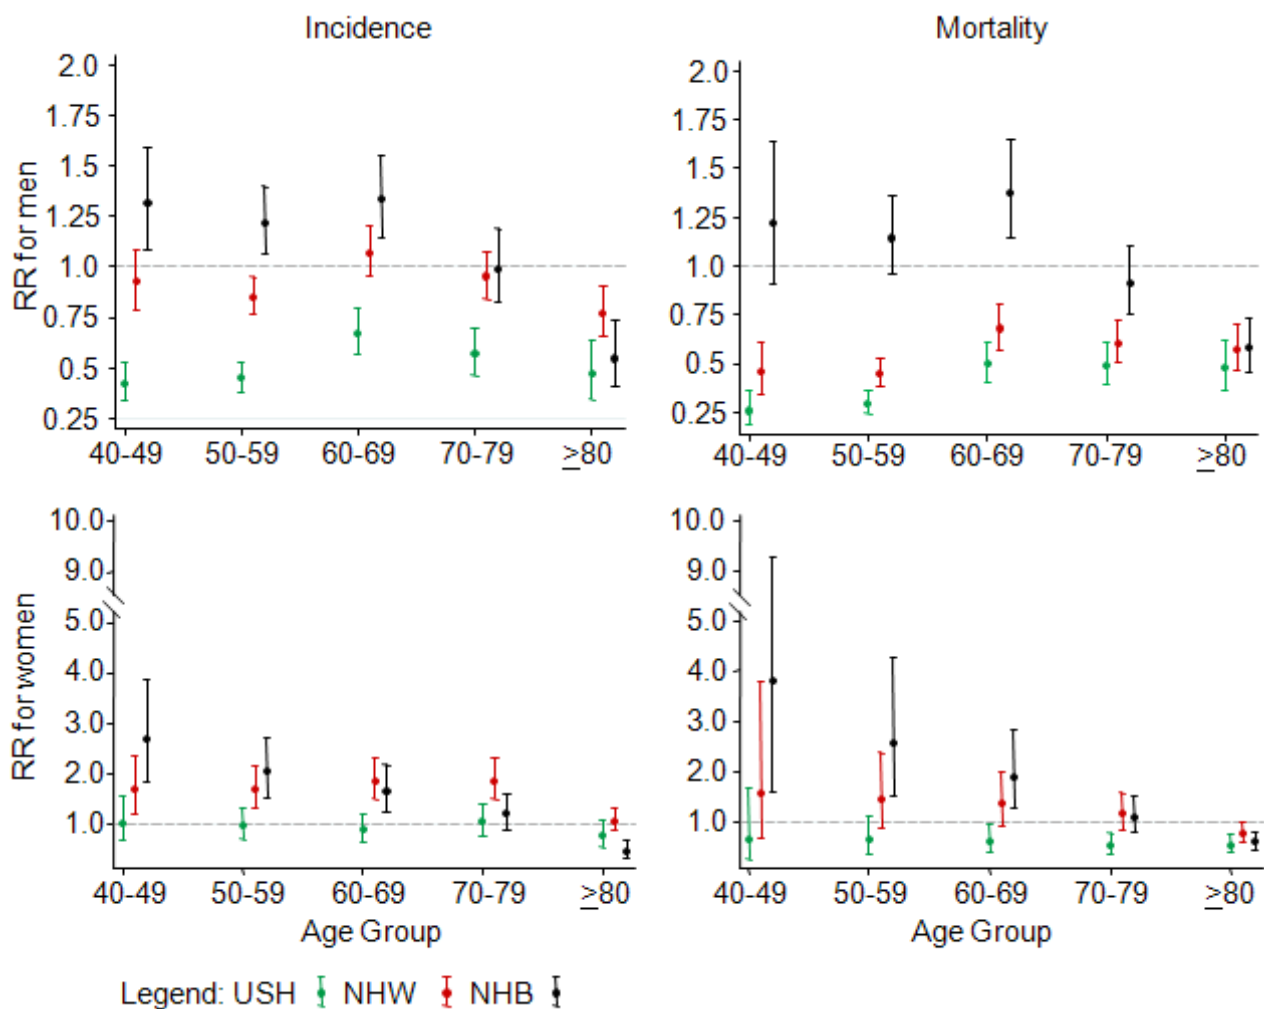 Incidence
Mortality
RR for men
2.0
1.75
1.5
1.25
1.0
0.75
0.5
0.25
40-49 50-59 60-69 70-79 ≥80
2.0
1.75
1.5
1.25
1.0
0.75
0.5
0.25
40-49 50-59 60-69 70-79 ≥80
RR for women
10.0
9.0
5.0
4.0
3.0
2.0
1.0
40-49 50-59 60-69 70-79 ≥80
Age Group
10.0
9.0
5.0
4.0
3.0
2.0
1.0
40-49 50-59 60-69 70-79 ≥80
Age Group
Legend: USH NHW NHB